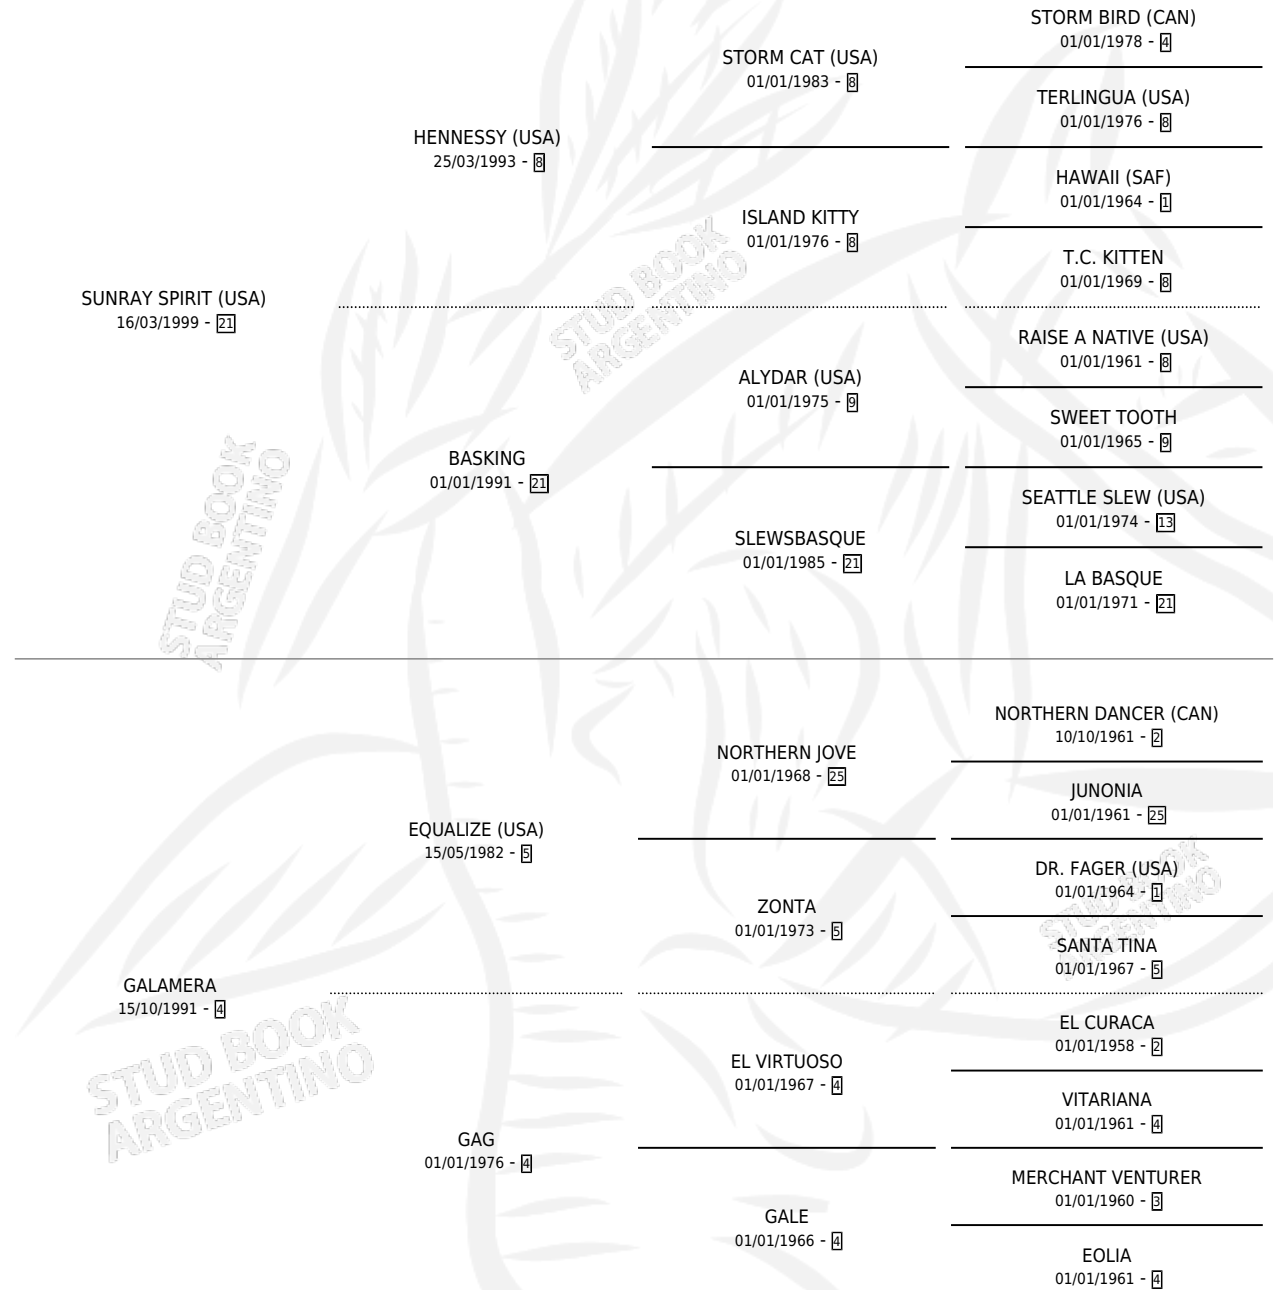 STORM BIRD (CAN)
01/01/1978 - 4
STORM CAT (USA)
01/01/1983 - 8
TERLINGUA (USA)
01/01/1976 - 8
HENNESSY (USA)
25/03/1993 - 8
HAWAII (SAF)
01/01/1964 - 1
ISLAND KITTY
01/01/1976 - 8
T.C. KITTEN
01/01/1969 - 8
SUNRAY SPIRIT (USA)
16/03/1999 - 21
RAISE A NATIVE (USA)
01/01/1961 - 8
ALYDAR (USA)
01/01/1975 - 9
SWEET TOOTH
01/01/1965 - 9
BASKING
01/01/1991 - 21
SEATTLE SLEW (USA)
01/01/1974 - 13
SLEWSBASQUE
01/01/1985 - 21
LA BASQUE
01/01/1971 - 21
NORTHERN DANCER (CAN)
10/10/1961 - 2
NORTHERN JOVE
01/01/1968 - 25
JUNONIA
01/01/1961 - 25
EQUALIZE (USA)
15/05/1982 - 5
DR. FAGER (USA)
01/01/1964 - 1
ZONTA
01/01/1973 - 5
SANTA TINA
01/01/1967 - 5
GALAMERA
15/10/1991 - 4
EL CURACA
01/01/1958 - 2
EL VIRTUOSO
01/01/1967 - 4
VITARIANA
01/01/1961 - 4
GAG
01/01/1976 - 4
MERCHANT VENTURER
01/01/1960 - 3
GALE
01/01/1966 - 4
EOLIA
01/01/1961 - 4
STUD BOOK
ARGENTINO
STUD BOOK
ARGENTINO
STUD BOOK
ARGENTINO
STUD BOOK
ARGENTINO